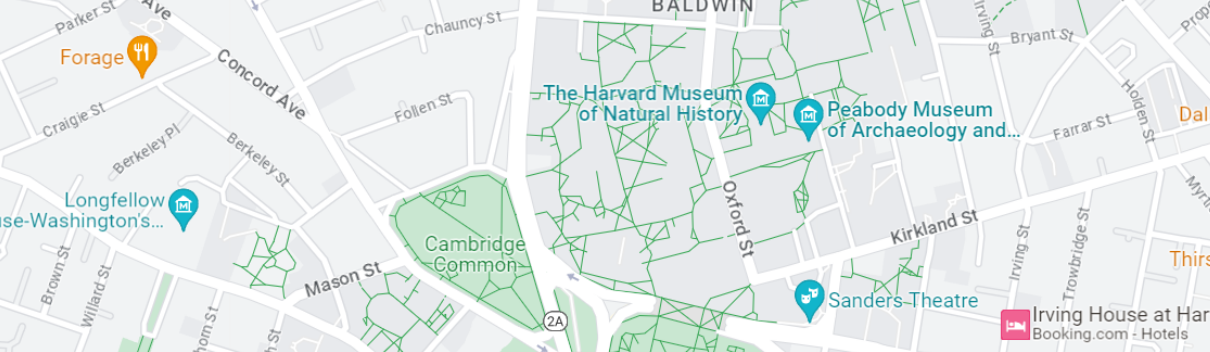 Parker St
Ave
Chauncy St
BALDWIN
Irving St
Bryant St
Forage
Concord Ave
The Harvard Museum
of Natural History
Peabody Museum
of Archaeology and...
Holden St
Craigie St
Follen St
Farrar St
Dal
Berkeley Pl
Berkeley St
Longfellow
use-Washington's...
Oxford St
Kirkland St
Cambridge
Common
Brown St
Willard St
Mason St
Irving St
Trowbridge St
Thirs
Sanders Theatre
2A
Irving House at Har
Booking.com - Hotels